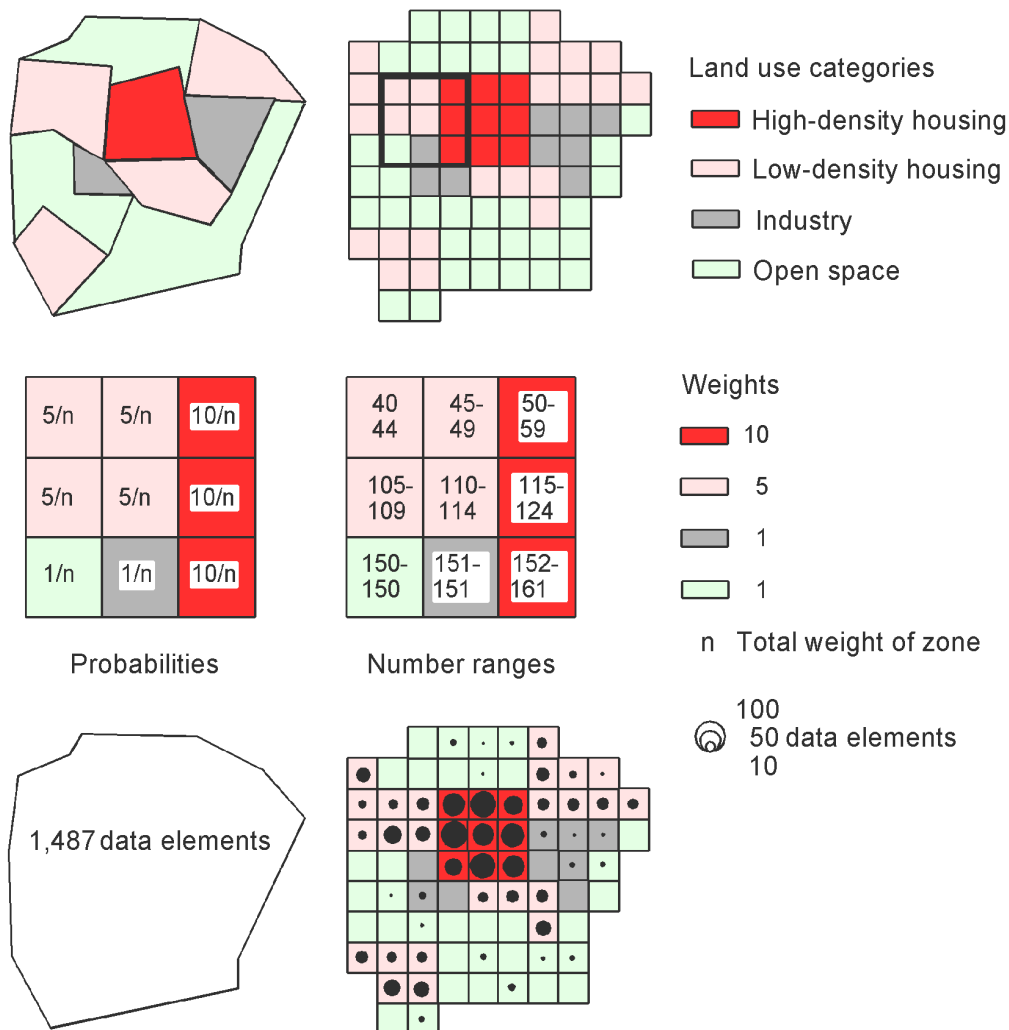 Land use categories
High-density housing
Low-density housing
Industry
Open space
5/n 5/n 10/n
5/n 5/n 10/n
1/n 1/n 10/n
Probabilities
40 45- 50-
44 49 59
105- 110- 115-
109 114 124
150- 151- 152-
150 151 161
Number ranges
Weights
10
5
1
1
n Total weight of zone
1,487 data elements
100
50 data elements
10